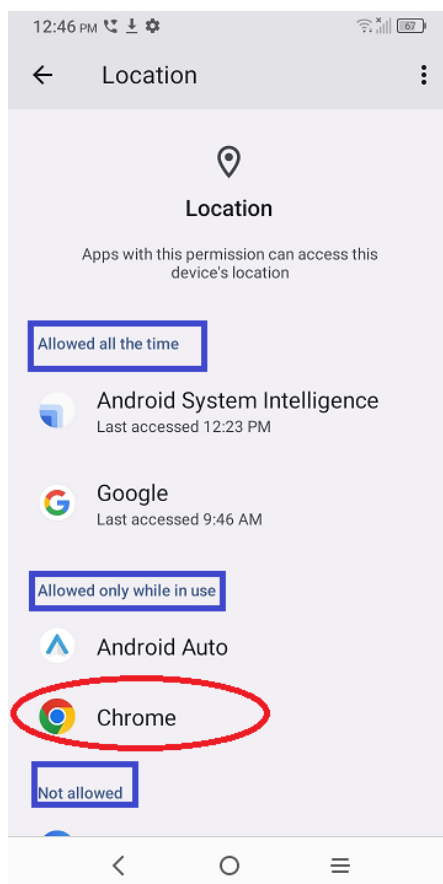 12:46 PM
67
Location
Location
Apps with this permission can access this
device's location
Allowed all the time
Android System Intelligence
Last accessed 12:23 PM
Google
Last accessed 9:46 AM
Allowed only while in use
Android Auto
Chrome
Not allowed